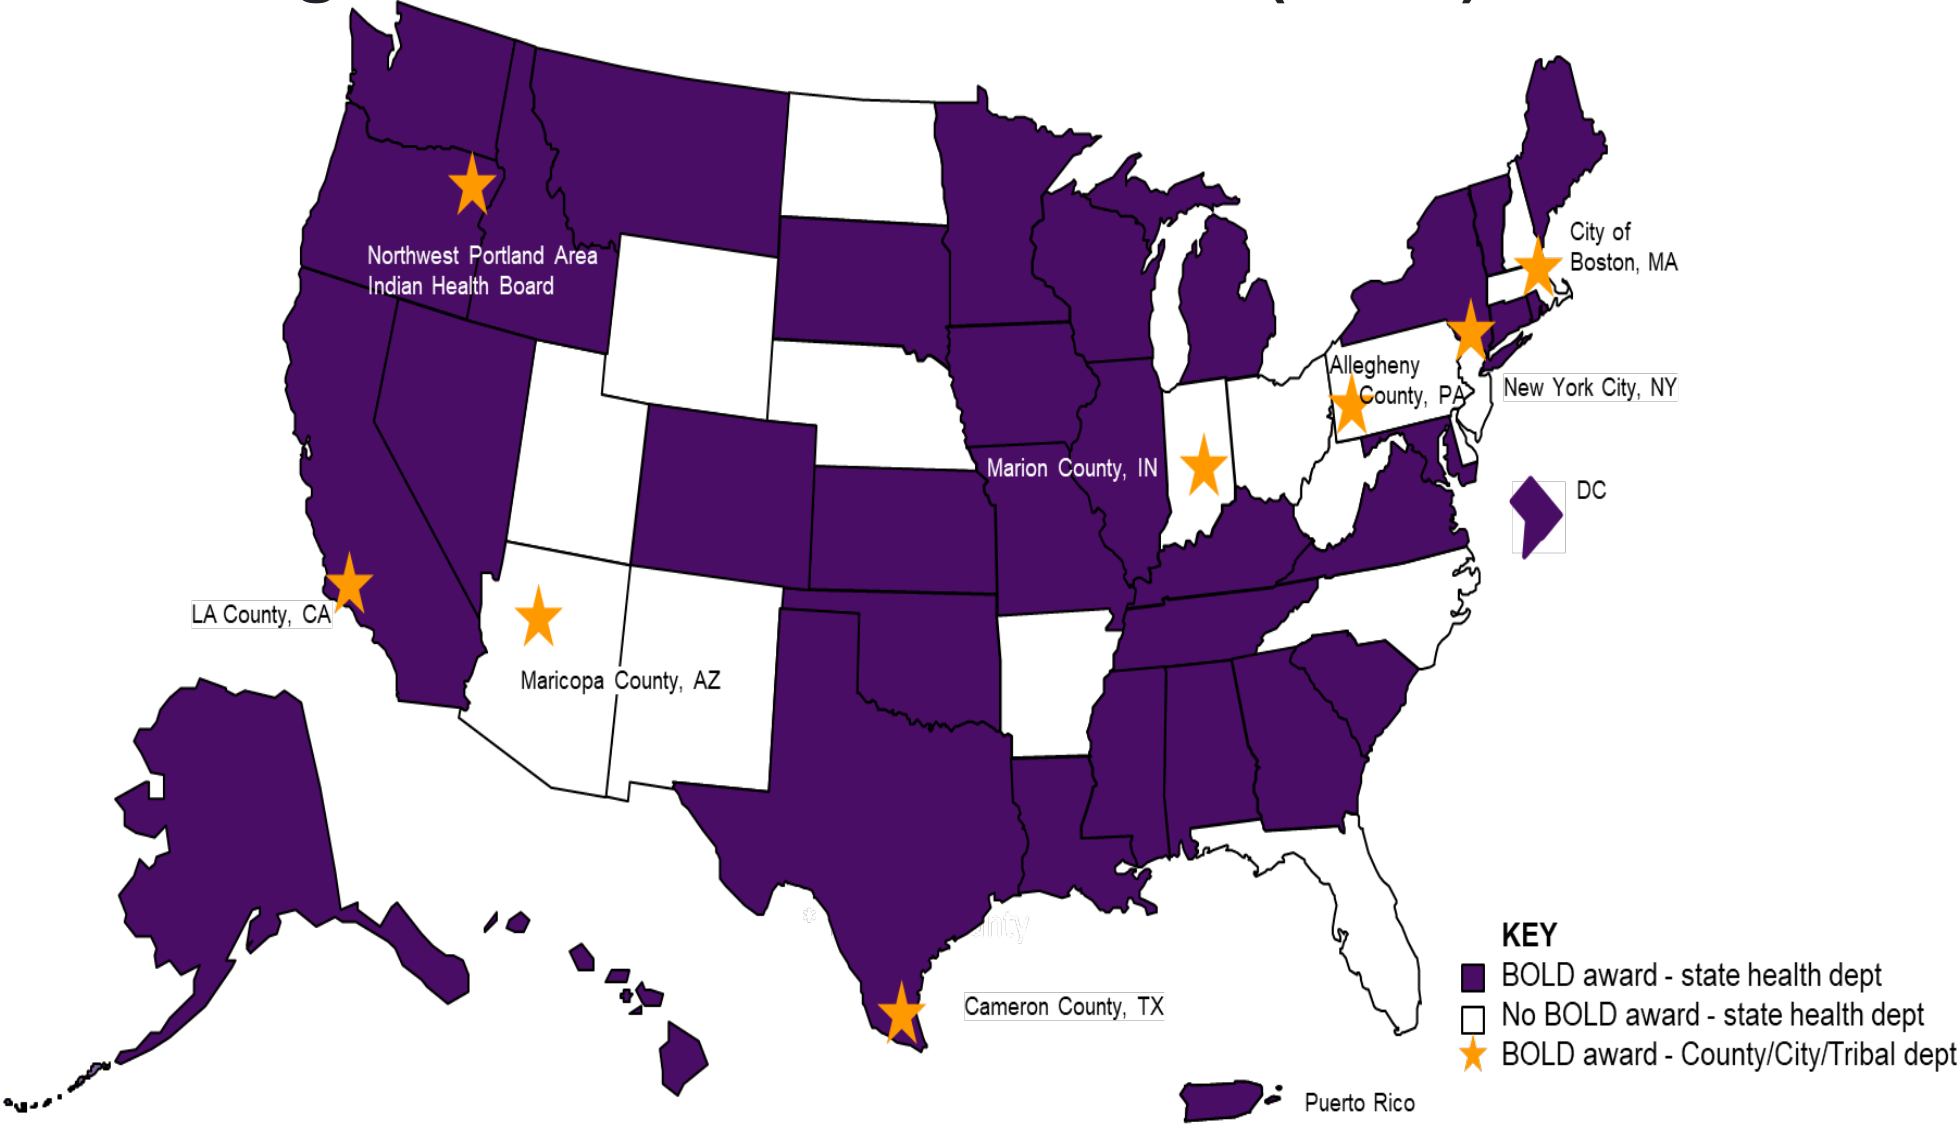 City of
Boston, MA
Northwest Portland Area
Indian Health Board
Allegheny
County, PA
New York City, NY
Marion County, IN
DC
LA County, CA
Maricopa County, AZ
KEY
BOLD award - state health dept
Cameron County, TX
No BOLD award - state health dept
BOLD award - County/City/Tribal dept
Puerto Rico